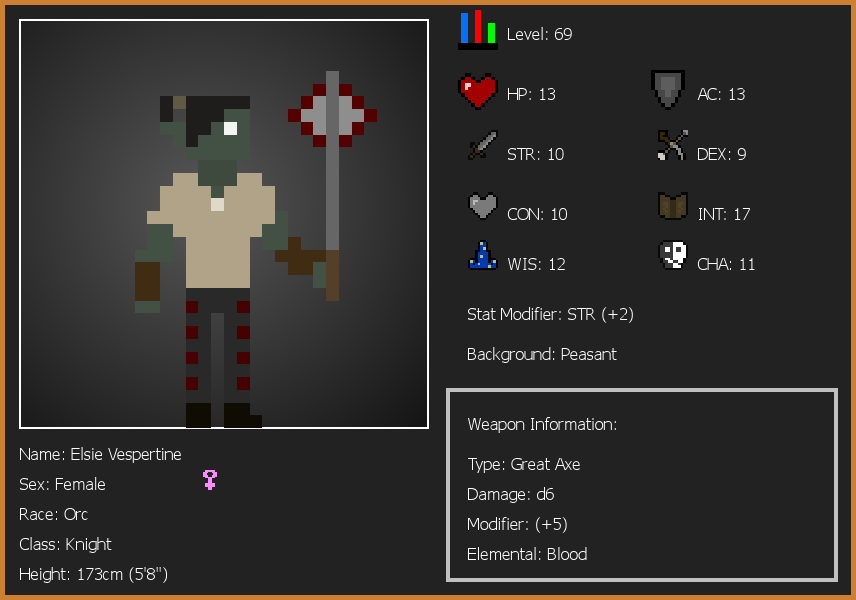 Level: 69
HP: 13
AC: 13
STR: 10
DEX: 9
CON: 10
INT: 17
WIS: 12
CHA: 11
Stat Modifier: STR (+2)
Background: Peasant
Weapon Information:
Type: Great Axe
Damage: d6
Modifier: (+5)
Elemental: Blood
Name: Elsie Vespertine
Sex: Female
Race: Orc
Class: Knight
Height: 173cm (5'8")